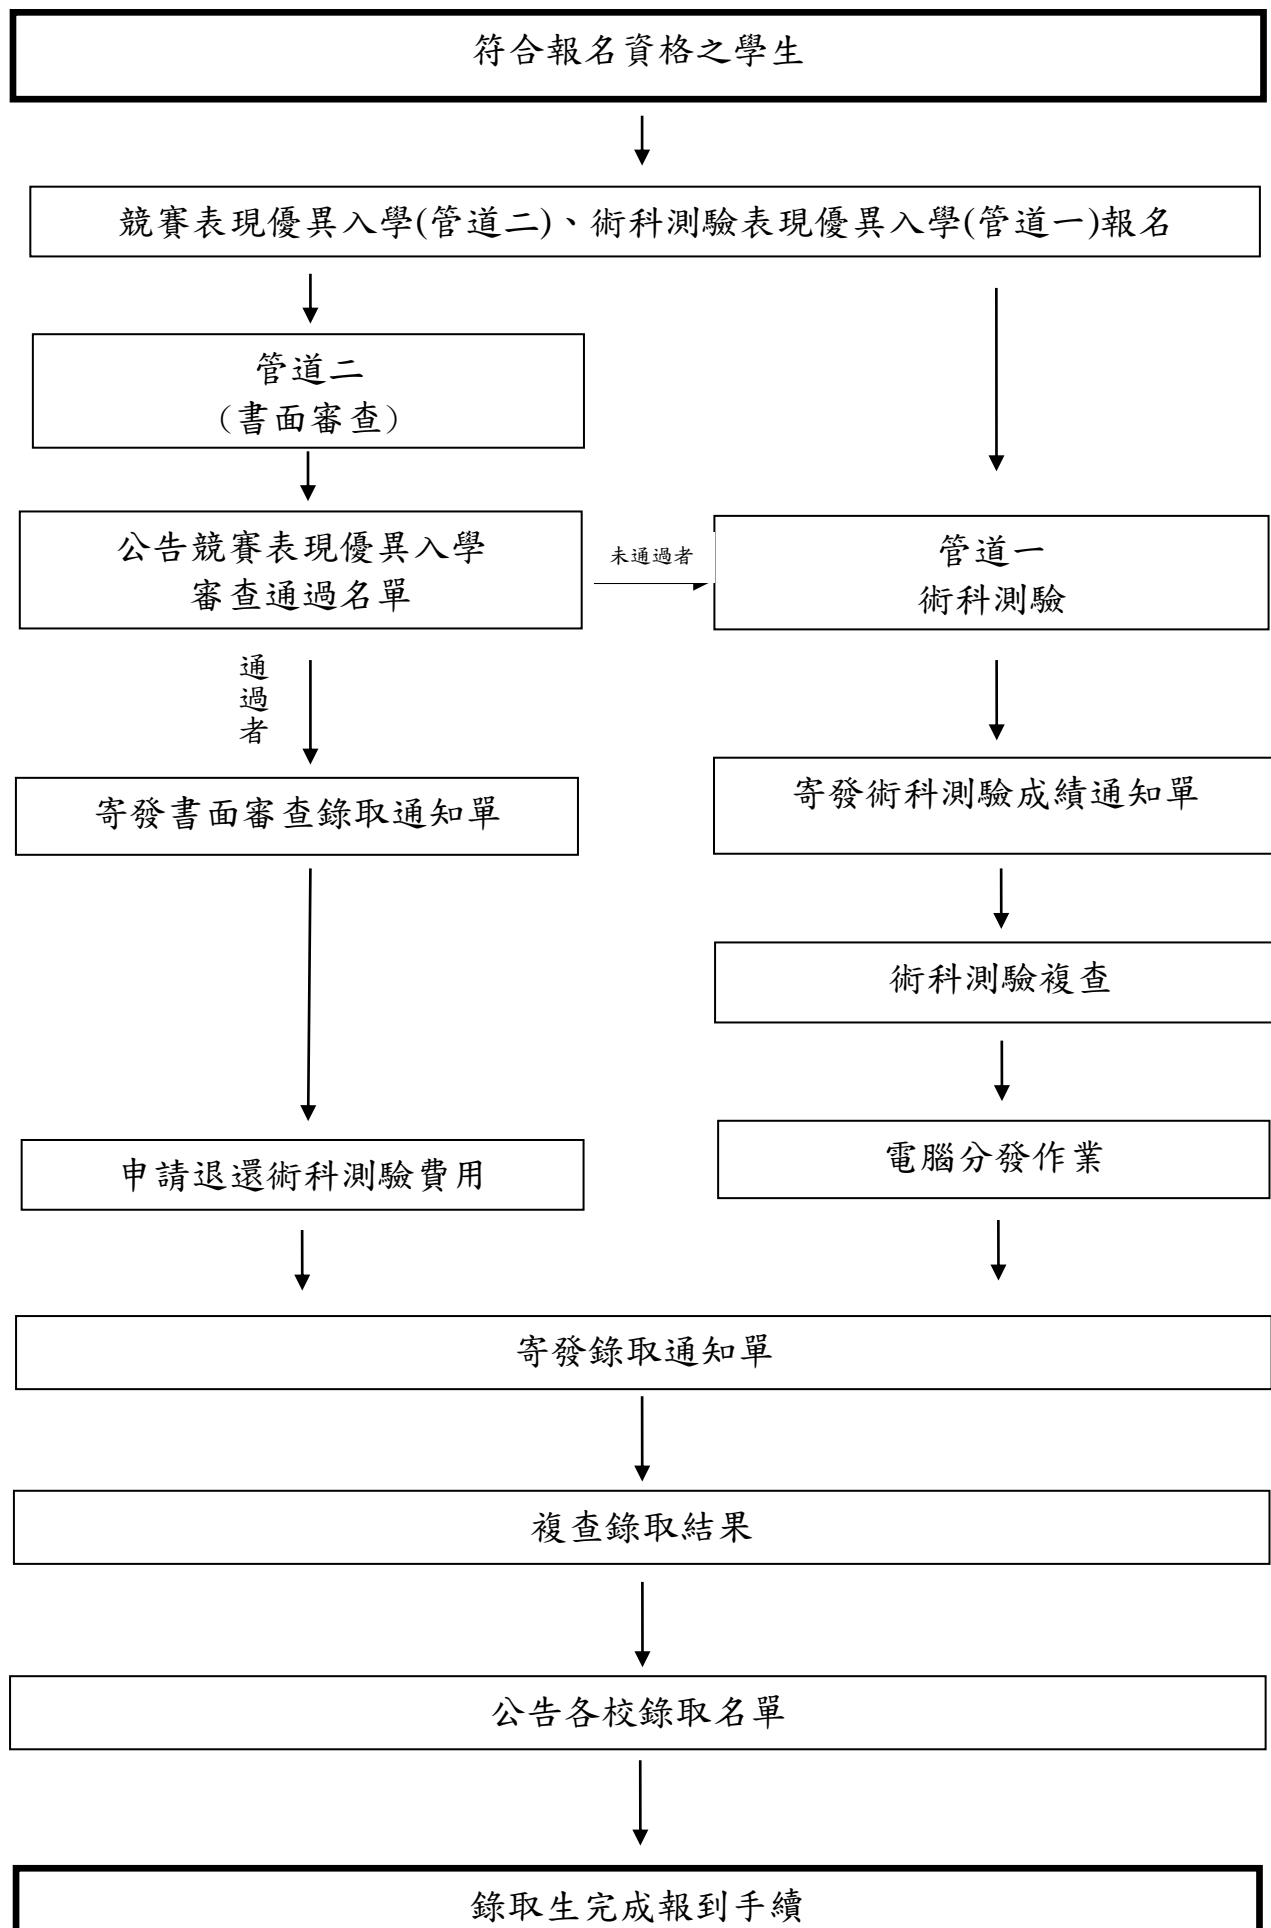 符合報名資格之學生
競賽表現優異入學(管道二)、術科測驗表現優異入學(管道一)報名
管道二
(書面審查)
公告競賽表現優異入學
審查通過名單
未通過者
管道一
術科測驗
通過者
寄發書面審查錄取通知單
寄發術科測驗成績通知單
術科測驗複查
申請退還術科測驗費用
電腦分發作業
寄發錄取通知單
複查錄取結果
公告各校錄取名單
錄取生完成報到手續